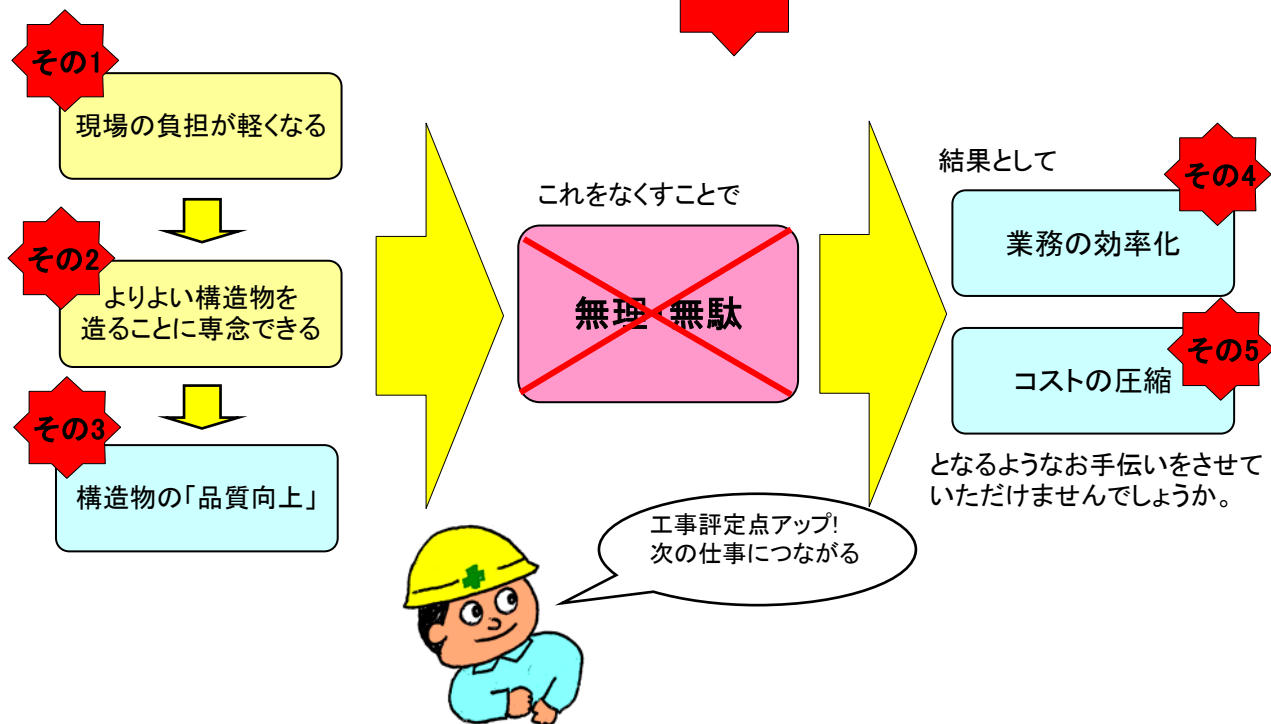 その1
現場の負担が軽くなる
その2
よりよい構造物を
造ることに専念できる
その3
構造物の「品質向上」
これをなくすことで
無理・無駄
結果として
その4
業務の効率化
その5
コストの圧縮
となるようなお手伝いをさせて
いただけませんでしょうか。
工事評定点アップ!
次の仕事につながる